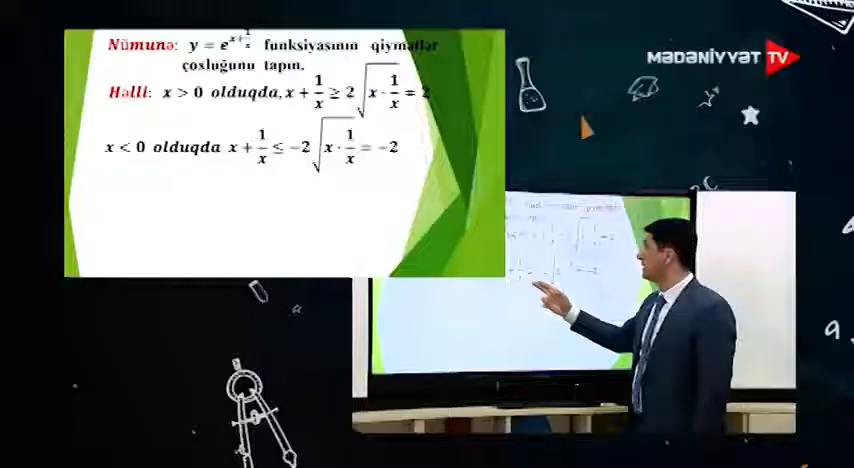 Nümunə: y = e^(x+1/x) funksiyasının qiymətlər
çoxluğunu tapın.
Həlli: x > 0 olduqda, x + 1/x ≥ 2√(x · 1/x) = 2
x < 0 olduqda x + 1/x ≤ −2√(x · 1/x) = −2
MƏDƏNİYYƏT TV